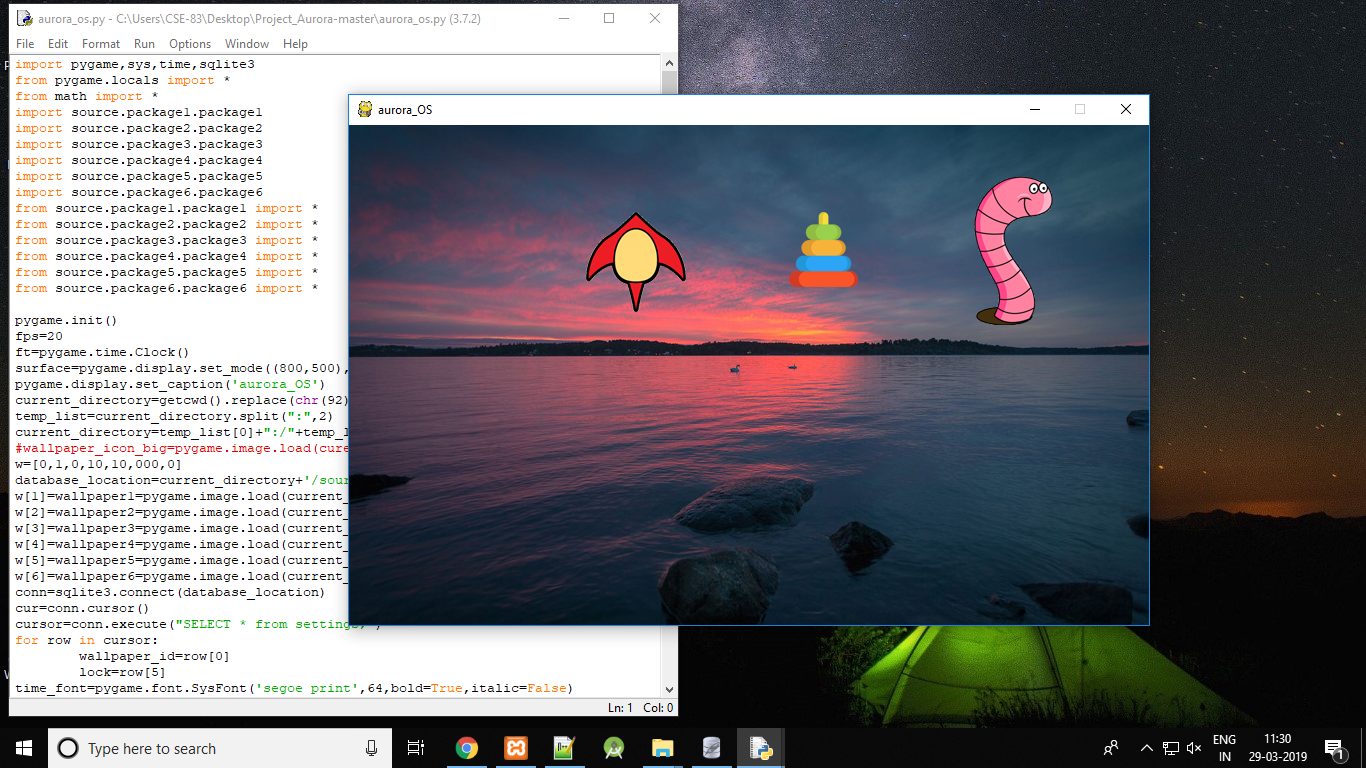 aurora_os.py - C:\Users\CSE-83\Desktop\Project_Aurora-master\aurora_os.py (3.7.2)
File Edit Format Run Options Window Help
import pygame,sys,time,sqlite3
from pygame.locals import *
from math import *
import source.package1.package1
import source.package2.package2
import source.package3.package3
import source.package4.package4
import source.package5.package5
import source.package6.package6
from source.package1.package1 import *
from source.package2.package2 import *
from source.package3.package3 import *
from source.package4.package4 import *
from source.package5.package5 import *
from source.package6.package6 import *
pygame.init()
fps=20
ft=pygame.time.Clock()
surface=pygame.display.set_mode((800,500),
pygame.display.set_caption('aurora_OS')
current_directory=getcwd().replace(chr(92)
temp_list=current_directory.split(":",2)
current_directory=temp_list[0]+":/"+temp_l
#wallpaper_icon_big=pygame.image.load(cure
w=[0,1,0,10,10,000,0]
database_location=current_directory+'/sour
w[1]=wallpaper1=pygame.image.load(current_
w[2]=wallpaper2=pygame.image.load(current_
w[3]=wallpaper3=pygame.image.load(current_
w[4]=wallpaper4=pygame.image.load(current_
w[5]=wallpaper5=pygame.image.load(current_
w[6]=wallpaper6=pygame.image.load(current_
conn=sqlite3.connect(database_location)
cur=conn.cursor()
cursor=conn.execute("SELECT * from settings;")
for row in cursor:
wallpaper_id=row[0]
lock=row[5]
time_font=pygame.font.SysFont('segoe print',64,bold=True,italic=False)
Ln: 1 Col: 0
aurora_OS
Type here to search
ENG
IN
11:30
29-03-2019
1